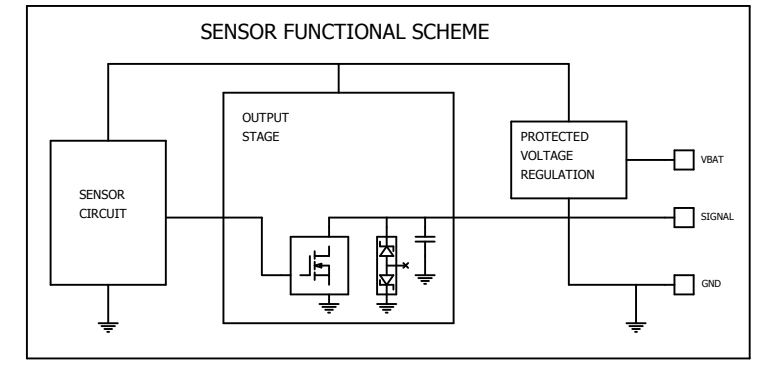 SENSOR FUNCTIONAL SCHEME
OUTPUT
STAGE
PROTECTED
VOLTAGE
REGULATION
VBAT
SENSOR
CIRCUIT
SIGNAL
GND